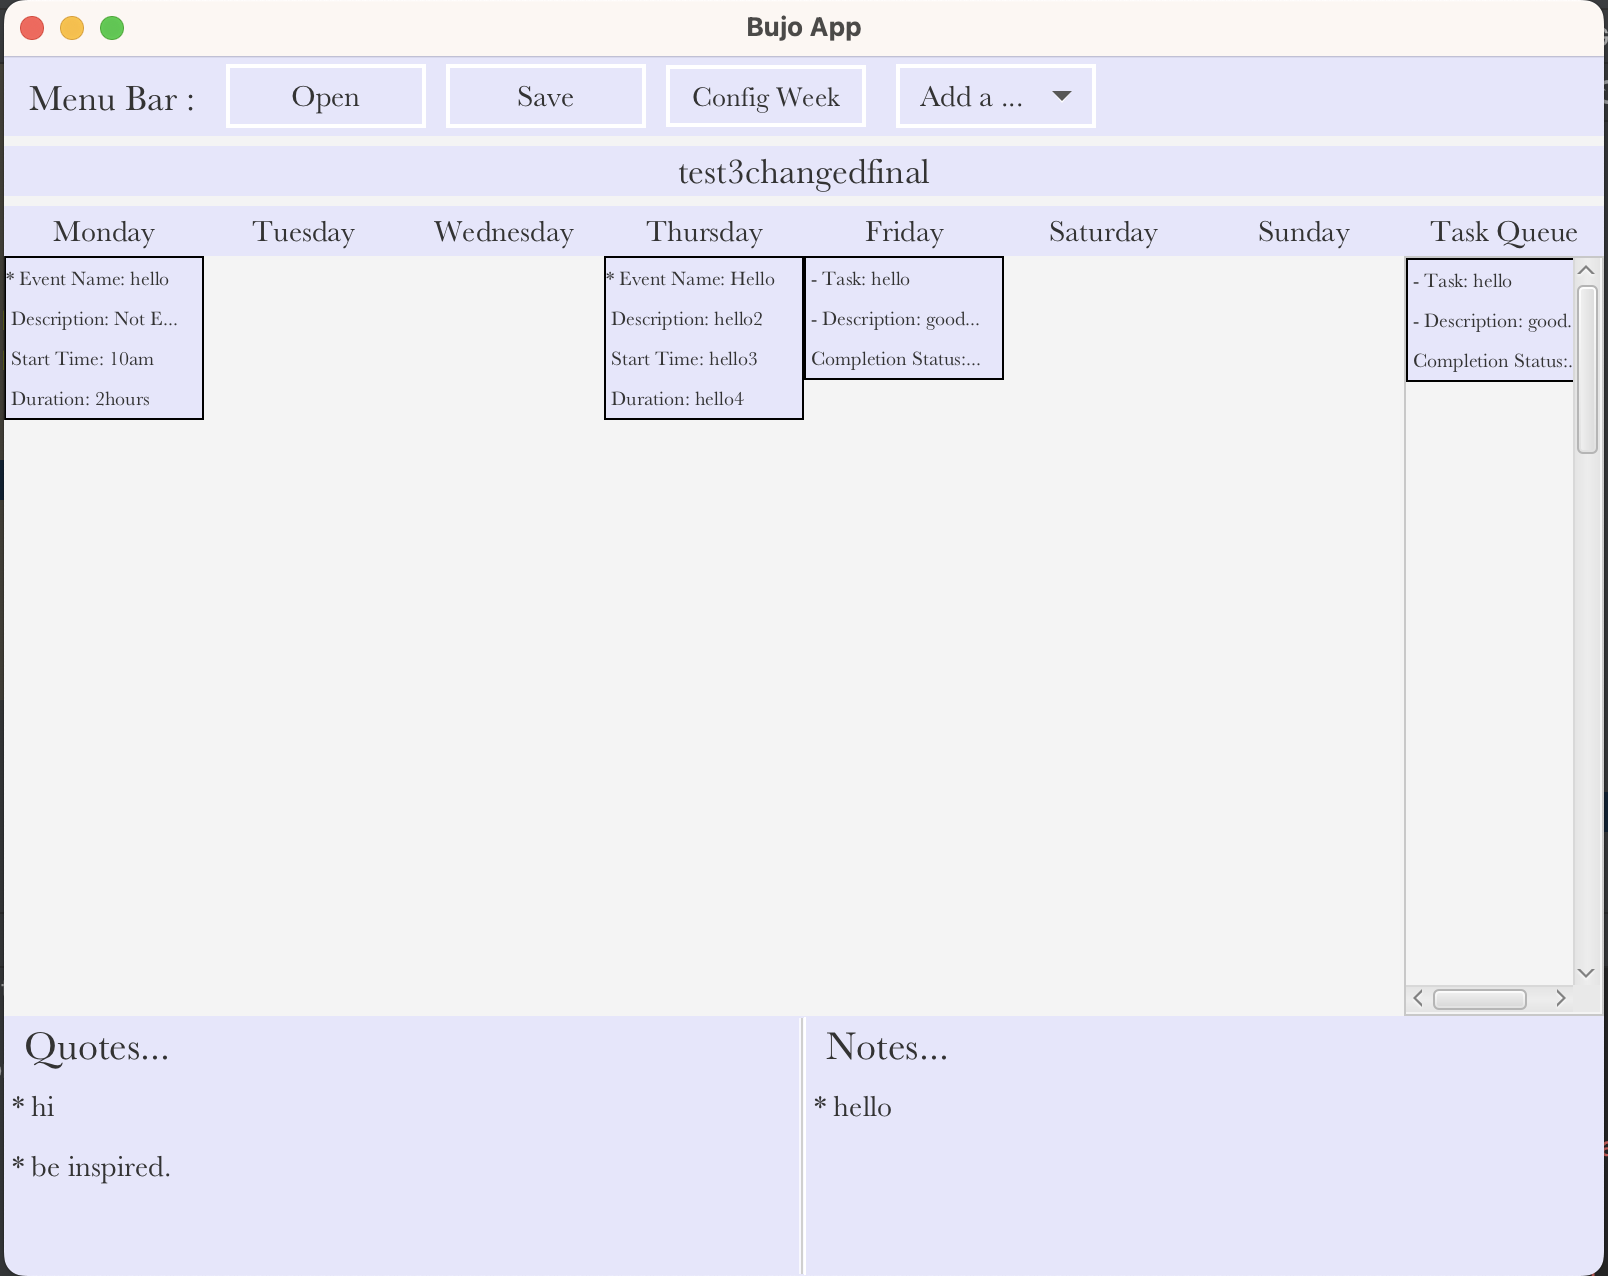 Bujo App
Menu Bar :
Open
Save
Config Week
Add a ...
test3changedfinal
Monday
Tuesday
Wednesday
Thursday
Friday
Saturday
Sunday
Task Queue
* Event Name: hello
Description: Not E...
Start Time: 10am
Duration: 2hours
* Event Name: Hello
Description: hello2
Start Time: hello3
Duration: hello4
- Task: hello
- Description: good...
Completion Status:...
- Task: hello
- Description: good.
Completion Status:.
Quotes...
* hi
* be inspired.
Notes...
* hello